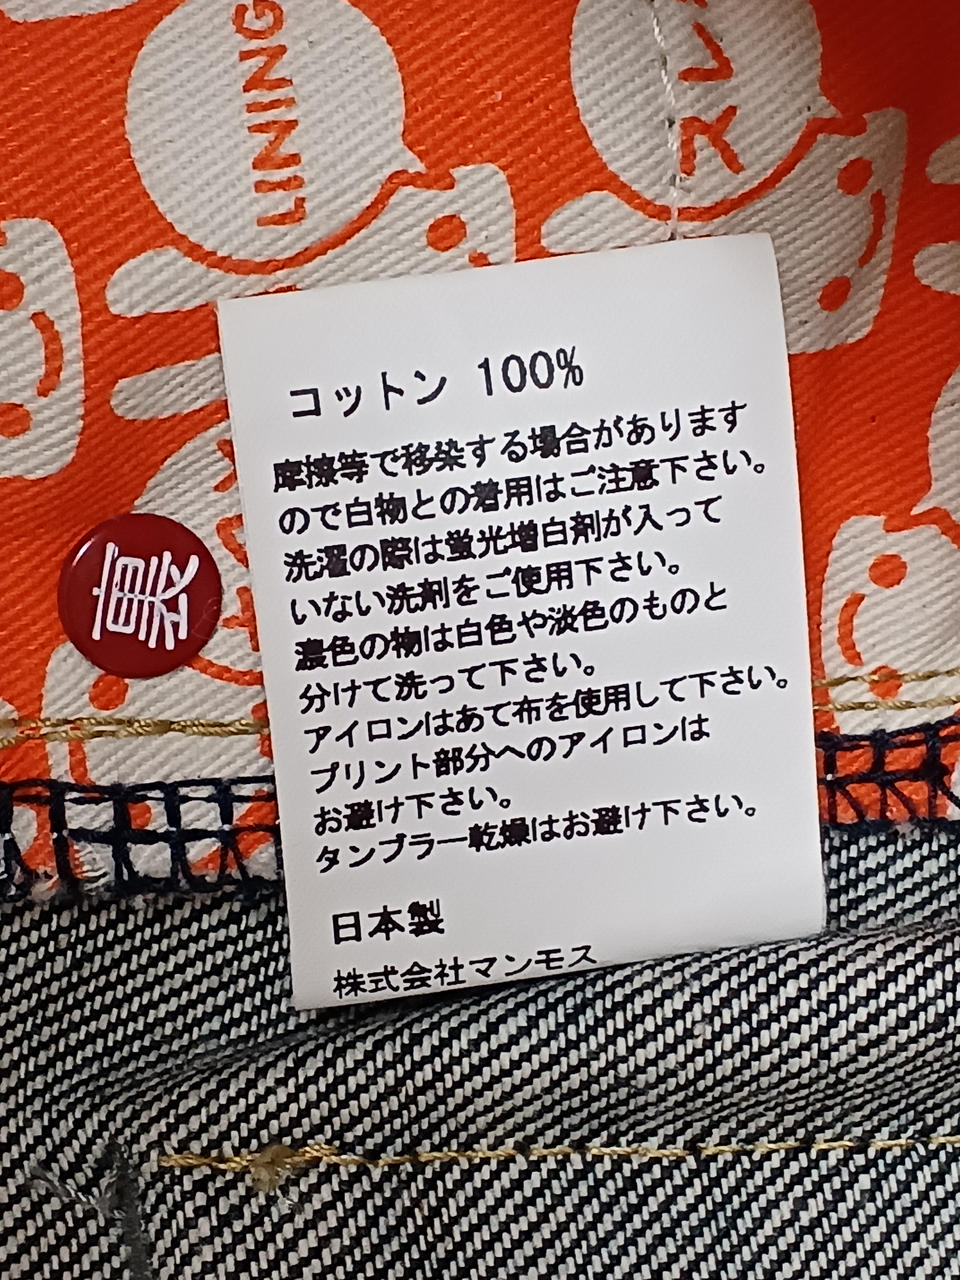 LINING
コットン 100%
摩擦等で移染する場合があります
ので白物との着用はご注意下さい。
洗濯の際は蛍光増白剤が入って
いない洗剤をご使用下さい。
濃色の物は白色や淡色のものと
分けて洗って下さい。
アイロンはあて布を使用して下さい。
プリント部分へのアイロンは
お避け下さい。
タンブラー乾燥はお避け下さい。
日本製
株式会社マンモス